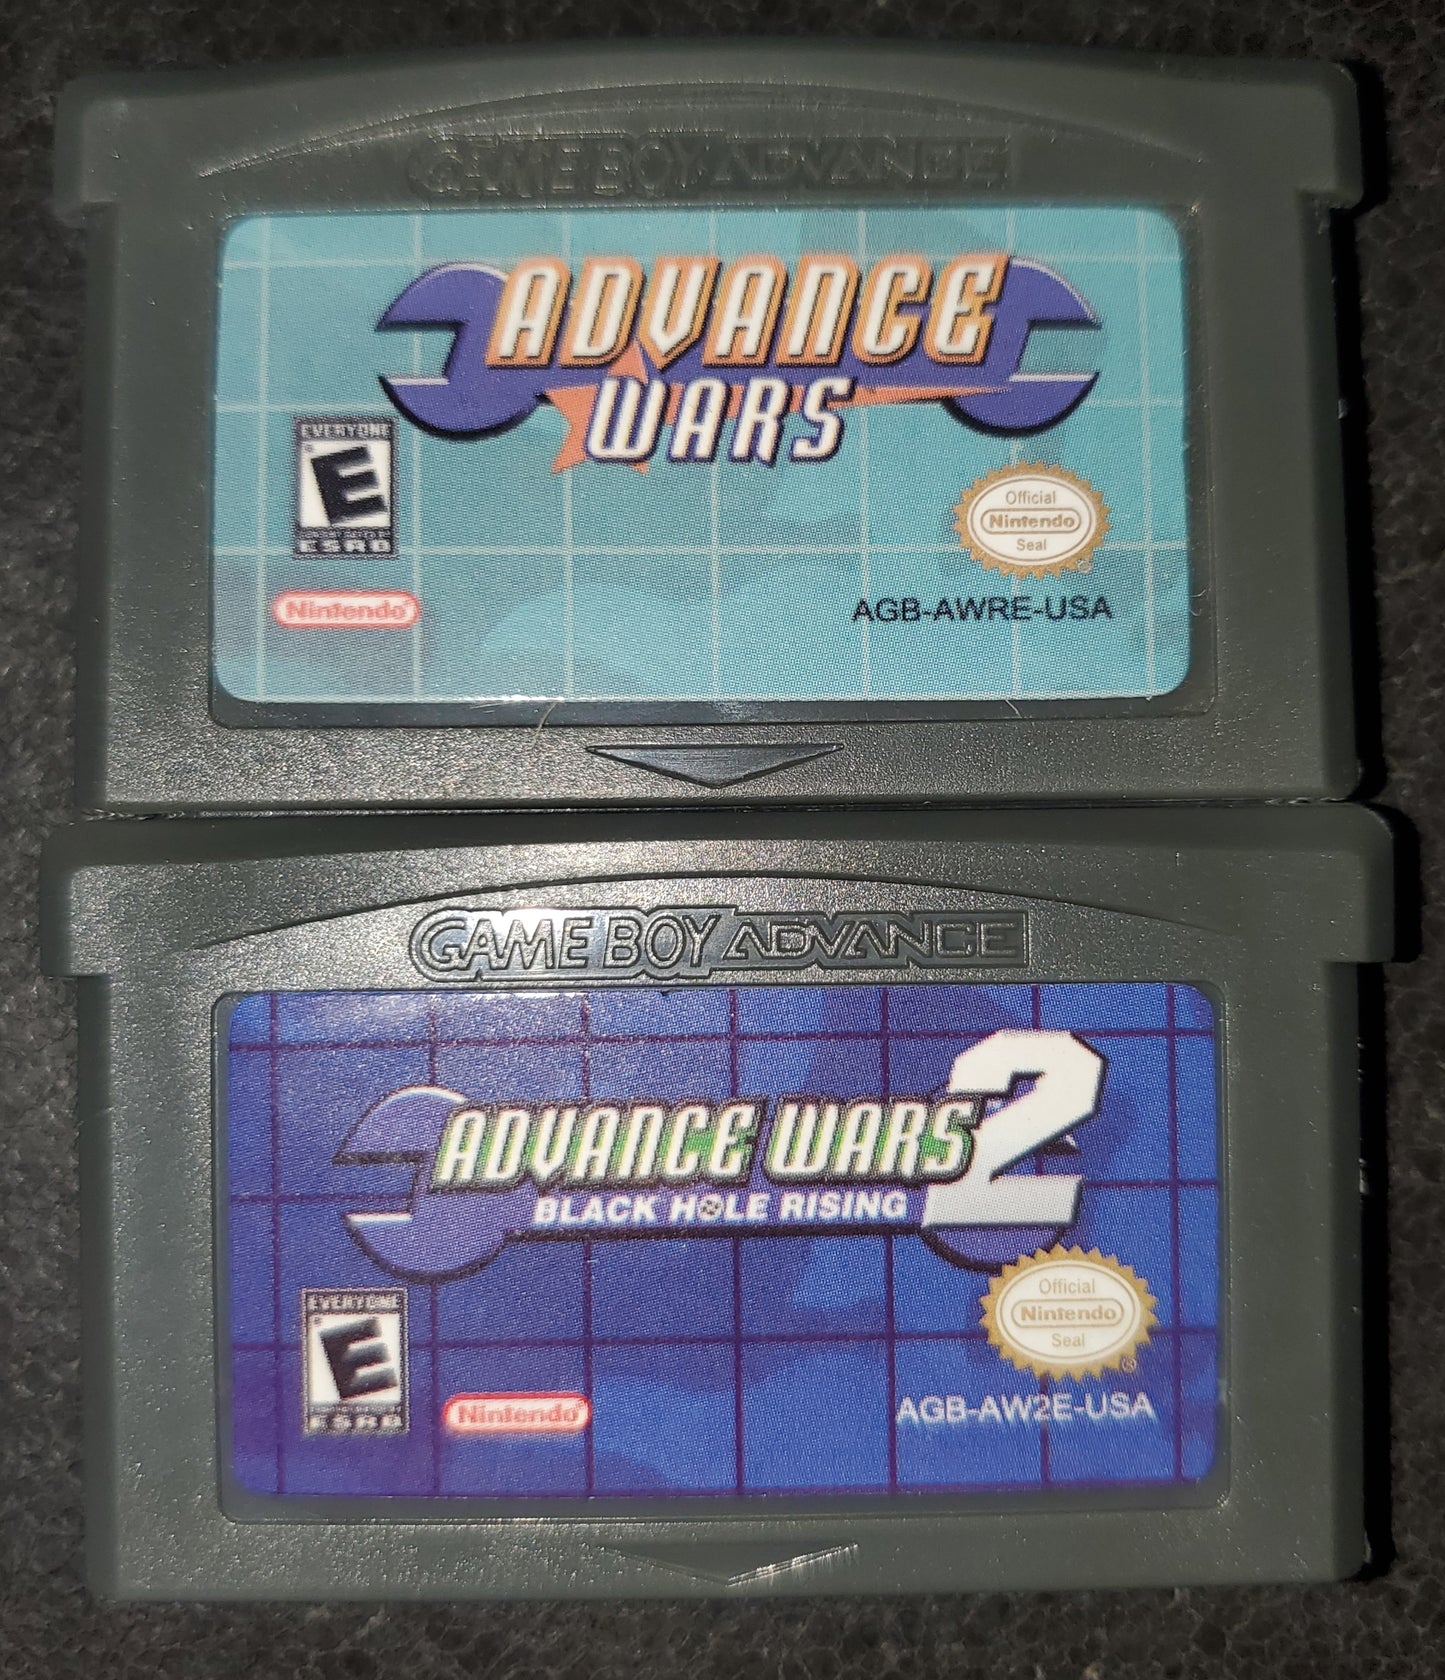 GAME BOY ADVANCE
ADVANCE
WARS
EVERYONE
E
ESRB
Official
Nintendo
Seal
Nintendo
AGB-AWRE-USA
GAME BOY ADVANCE
ADVANCE WARS 2
BLACK HOLE RISING
EVERYONE
E
ESRB
Nintendo
Official
Nintendo
Seal
AGB-AW2E-USA